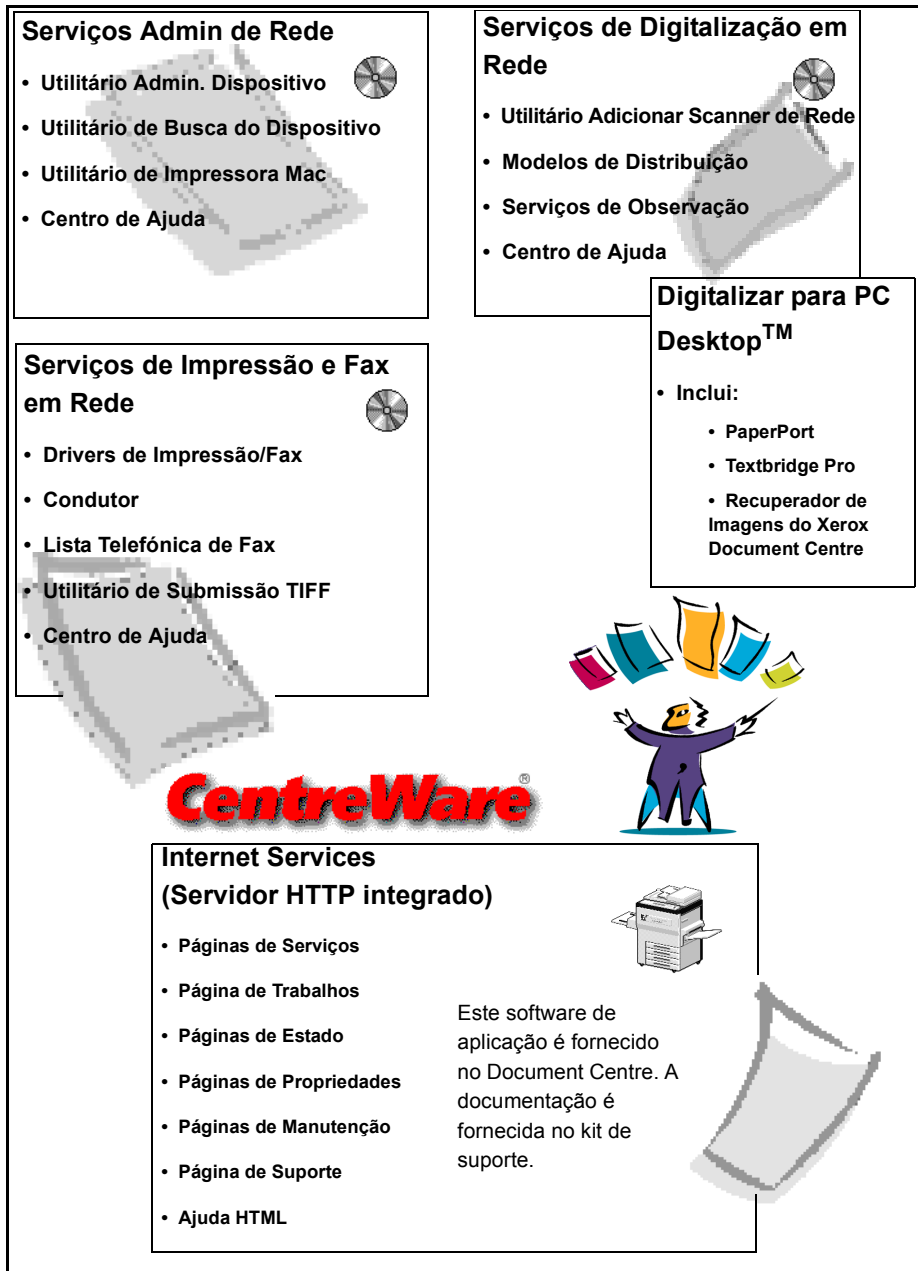 Serviços Admin de Rede
• Utilitário Admin. Dispositivo
• Utilitário de Busca do Dispositivo
• Utilitário de Impressora Mac
• Centro de Ajuda
Serviços de Digitalização em
Rede
• Utilitário Adicionar Scanner de Rede
• Modelos de Distribuição
• Serviços de Observação
• Centro de Ajuda
Digitalizar para PC
Desktop™
• Inclui:
• PaperPort
• Textbridge Pro
• Recuperador de
Imagens do Xerox
Document Centre
Serviços de Impressão e Fax
em Rede
• Drivers de Impressão/Fax
• Condutor
• Lista Telefónica de Fax
• Utilitário de Submissão TIFF
• Centro de Ajuda
CentreWare®
Internet Services
(Servidor HTTP integrado)
• Páginas de Serviços
• Página de Trabalhos
• Páginas de Estado
• Páginas de Propriedades
• Páginas de Manutenção
• Página de Suporte
• Ajuda HTML
Este software de
aplicação é fornecido
no Document Centre. A
documentação é
fornecida no kit de
suporte.